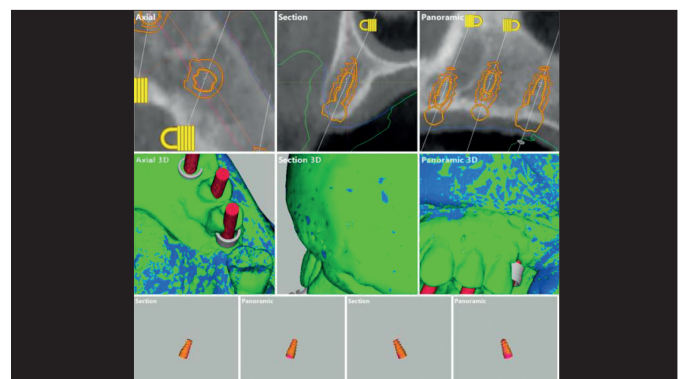 Axial
Section
Panoramic
Axial 3D
Section 3D
Panoramic 3D
Section
Panoramic
Section
Panoramic